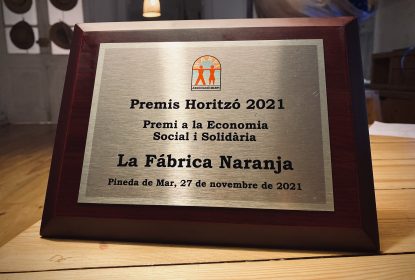 Premis Horitzó 2021
Premi a la Economia
Social i Solidària
La Fábrica Naranja
Pineda de Mar, 27 de novembre de 2021